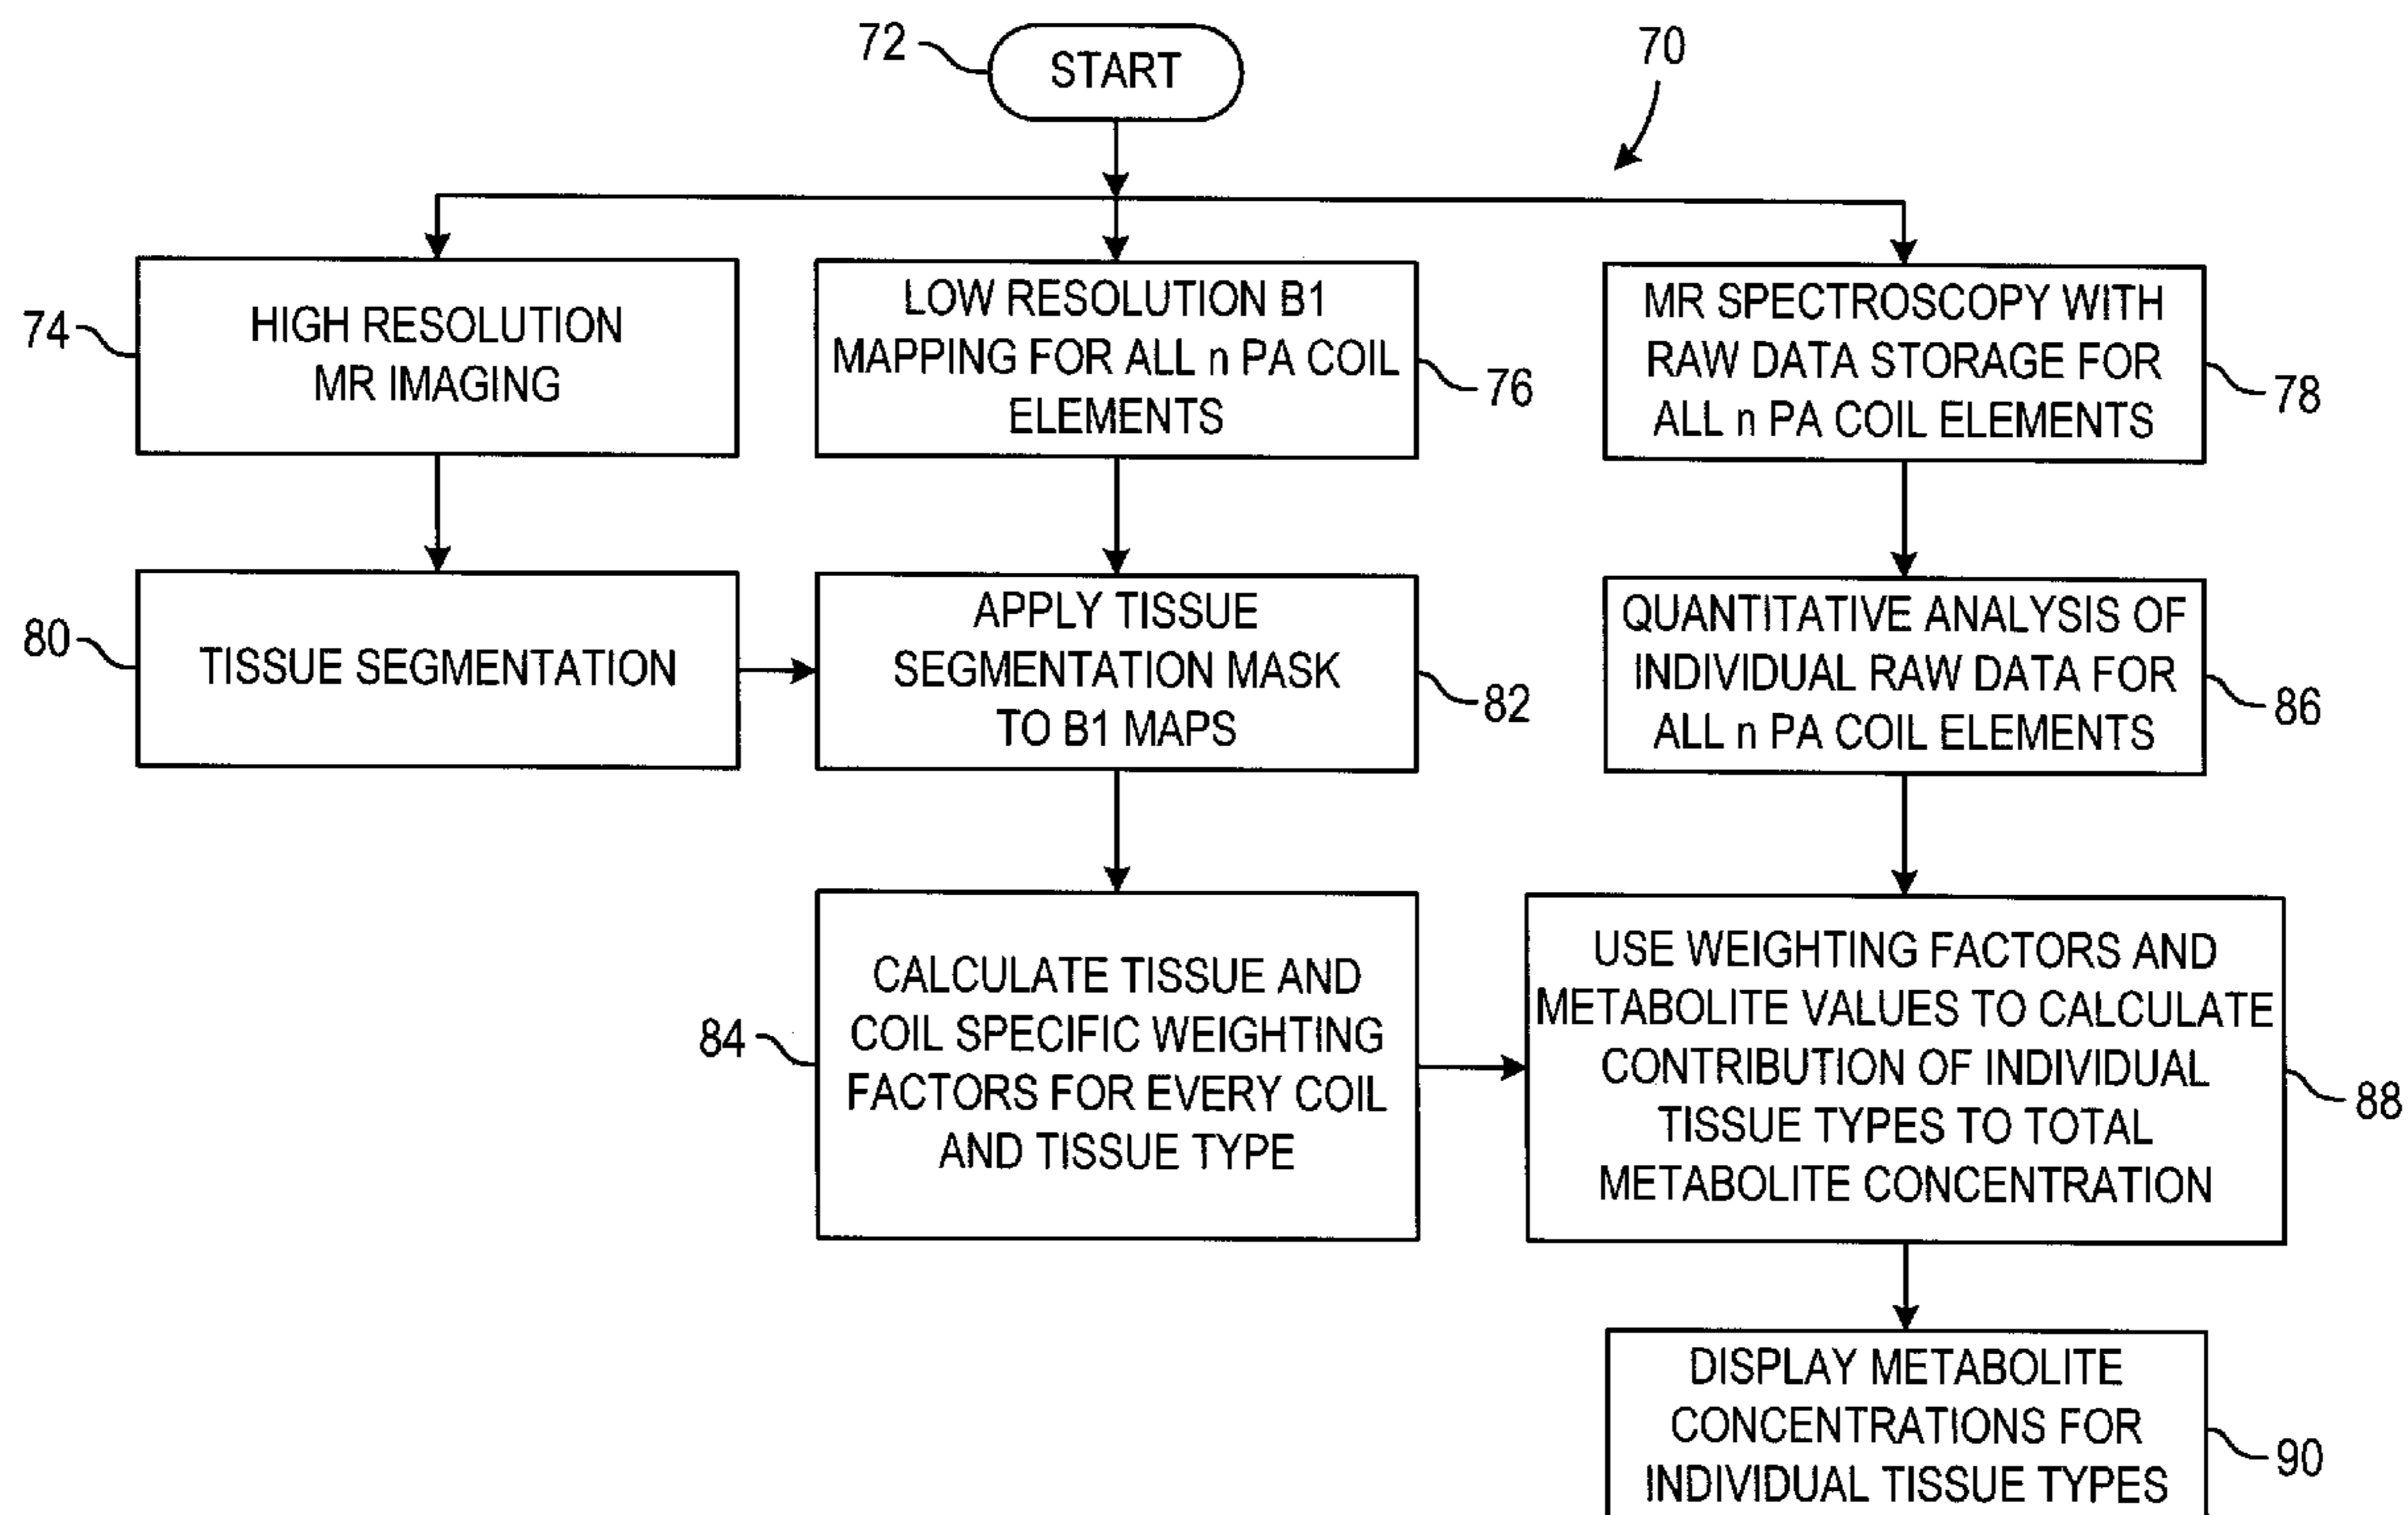 72
START
70
74
HIGH RESOLUTION
MR IMAGING
LOW RESOLUTION B1
MAPPING FOR ALL n PA COIL
ELEMENTS
76
MR SPECTROSCOPY WITH
RAW DATA STORAGE FOR
ALL n PA COIL ELEMENTS
78
80
TISSUE SEGMENTATION
APPLY TISSUE
SEGMENTATION MASK
TO B1 MAPS
82
QUANTITATIVE ANALYSIS OF
INDIVIDUAL RAW DATA FOR
ALL n PA COIL ELEMENTS
86
84
CALCULATE TISSUE AND
COIL SPECIFIC WEIGHTING
FACTORS FOR EVERY COIL
AND TISSUE TYPE
USE WEIGHTING FACTORS AND
METABOLITE VALUES TO CALCULATE
CONTRIBUTION OF INDIVIDUAL
TISSUE TYPES TO TOTAL
METABOLITE CONCENTRATION
88
DISPLAY METABOLITE
CONCENTRATIONS FOR
INDIVIDUAL TISSUE TYPES
90